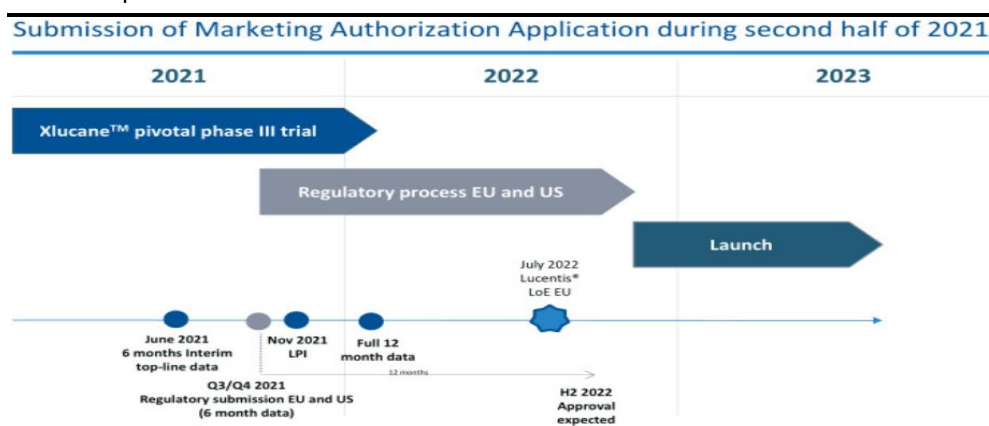 Submission of Marketing Authorization Application during second half of 2021
2021
2022
2023
Xlucane™ pivotal phase III trial
Regulatory process EU and US
Launch
July 2022
Lucentis®
LoE EU
June 2021
6 months Interim
top-line data
Nov 2021
LPI
Full 12
month data
12 months
Q3/Q4 2021
Regulatory submission EU and US
(6 month data)
H2 2022
Approval
expected